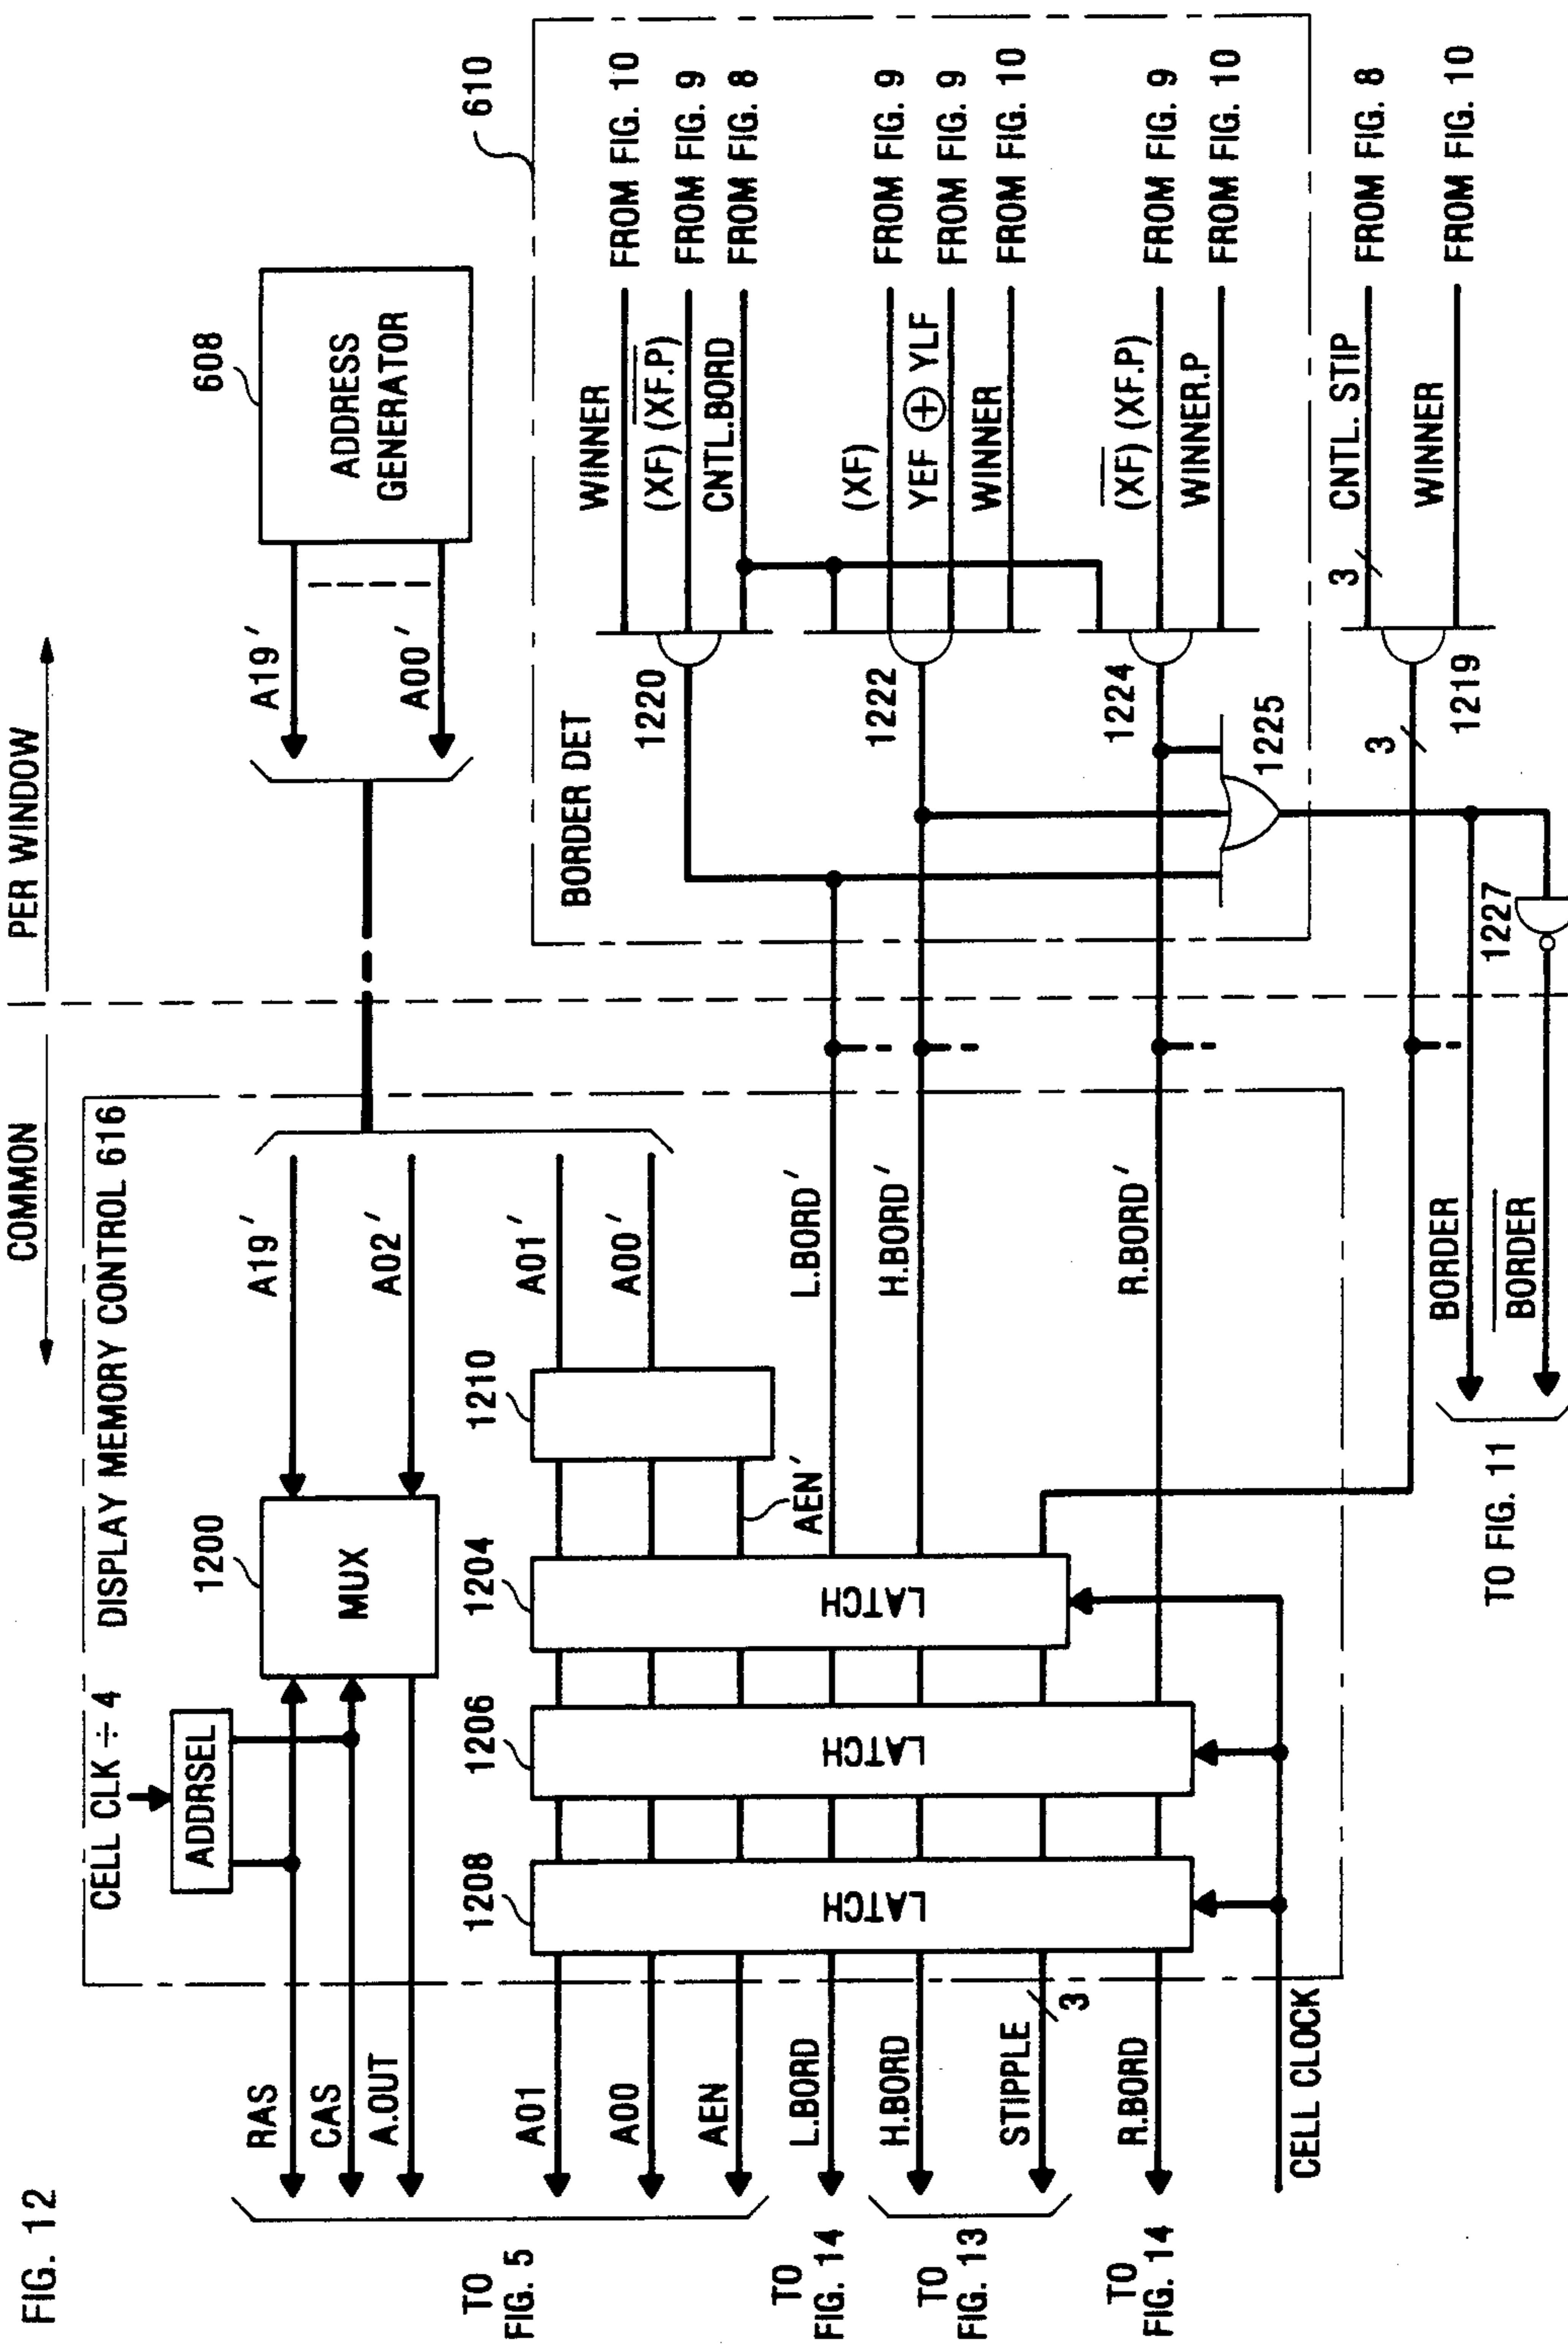 FIG. 12
COMMON
PER WINDOW
CELL CLK ÷ 4
DISPLAY MEMORY CONTROL 616
ADDRSEL
1200
MUX
A19′
A02′
A19′
A00′
608
ADDRESS
GENERATOR
RAS
CAS
A.OUT
A01
A00
AEN
TO
FIG. 5
1208
LATCH
1206
LATCH
1204
LATCH
1210
AEN′
A01′
A00′
L.BORD
TO
FIG. 14
H.BORD
STIPPLE
3
TO
FIG. 13
R.BORD
TO
FIG. 14
CELL CLOCK
L.BORD′
H.BORD′
R.BORD′
610
BORDER DET
1220
WINNER
FROM FIG. 10
(XF) (X̅F̅.̅P̅)
FROM FIG. 9
CNTL.BORD
FROM FIG. 8
1222
(XF)
FROM FIG. 9
YEF ⊕ YLF
FROM FIG. 9
WINNER
FROM FIG. 10
1224
(X̅F̅) (XF.P)
FROM FIG. 9
WINNER.P
FROM FIG. 10
1225
3
CNTL. STIP
FROM FIG. 8
WINNER
FROM FIG. 10
3
1219
1227
BORDER
B̅O̅R̅D̅E̅R̅
TO FIG. 11